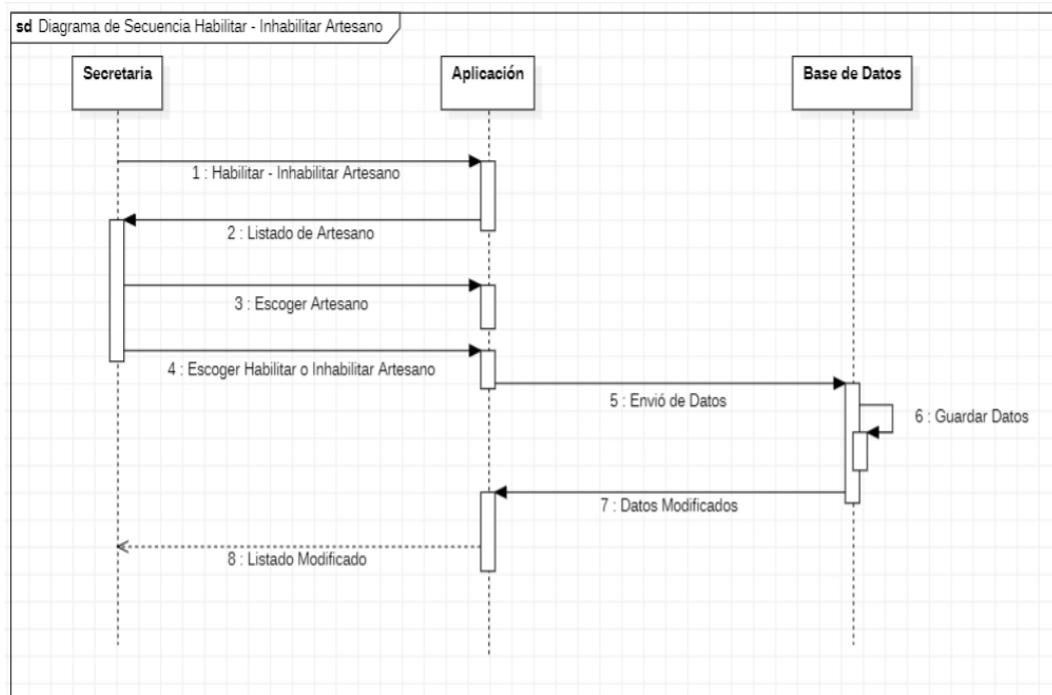 sd Diagrama de Secuencia Habilitar - Inhabilitar Artesano
Secretaria
Aplicación
Base de Datos
1 : Habilitar - Inhabilitar Artesano
2 : Listado de Artesano
3 : Escoger Artesano
4 : Escoger Habilitar o Inhabilitar Artesano
5 : Envió de Datos
6 : Guardar Datos
7 : Datos Modificados
8 : Listado Modificado